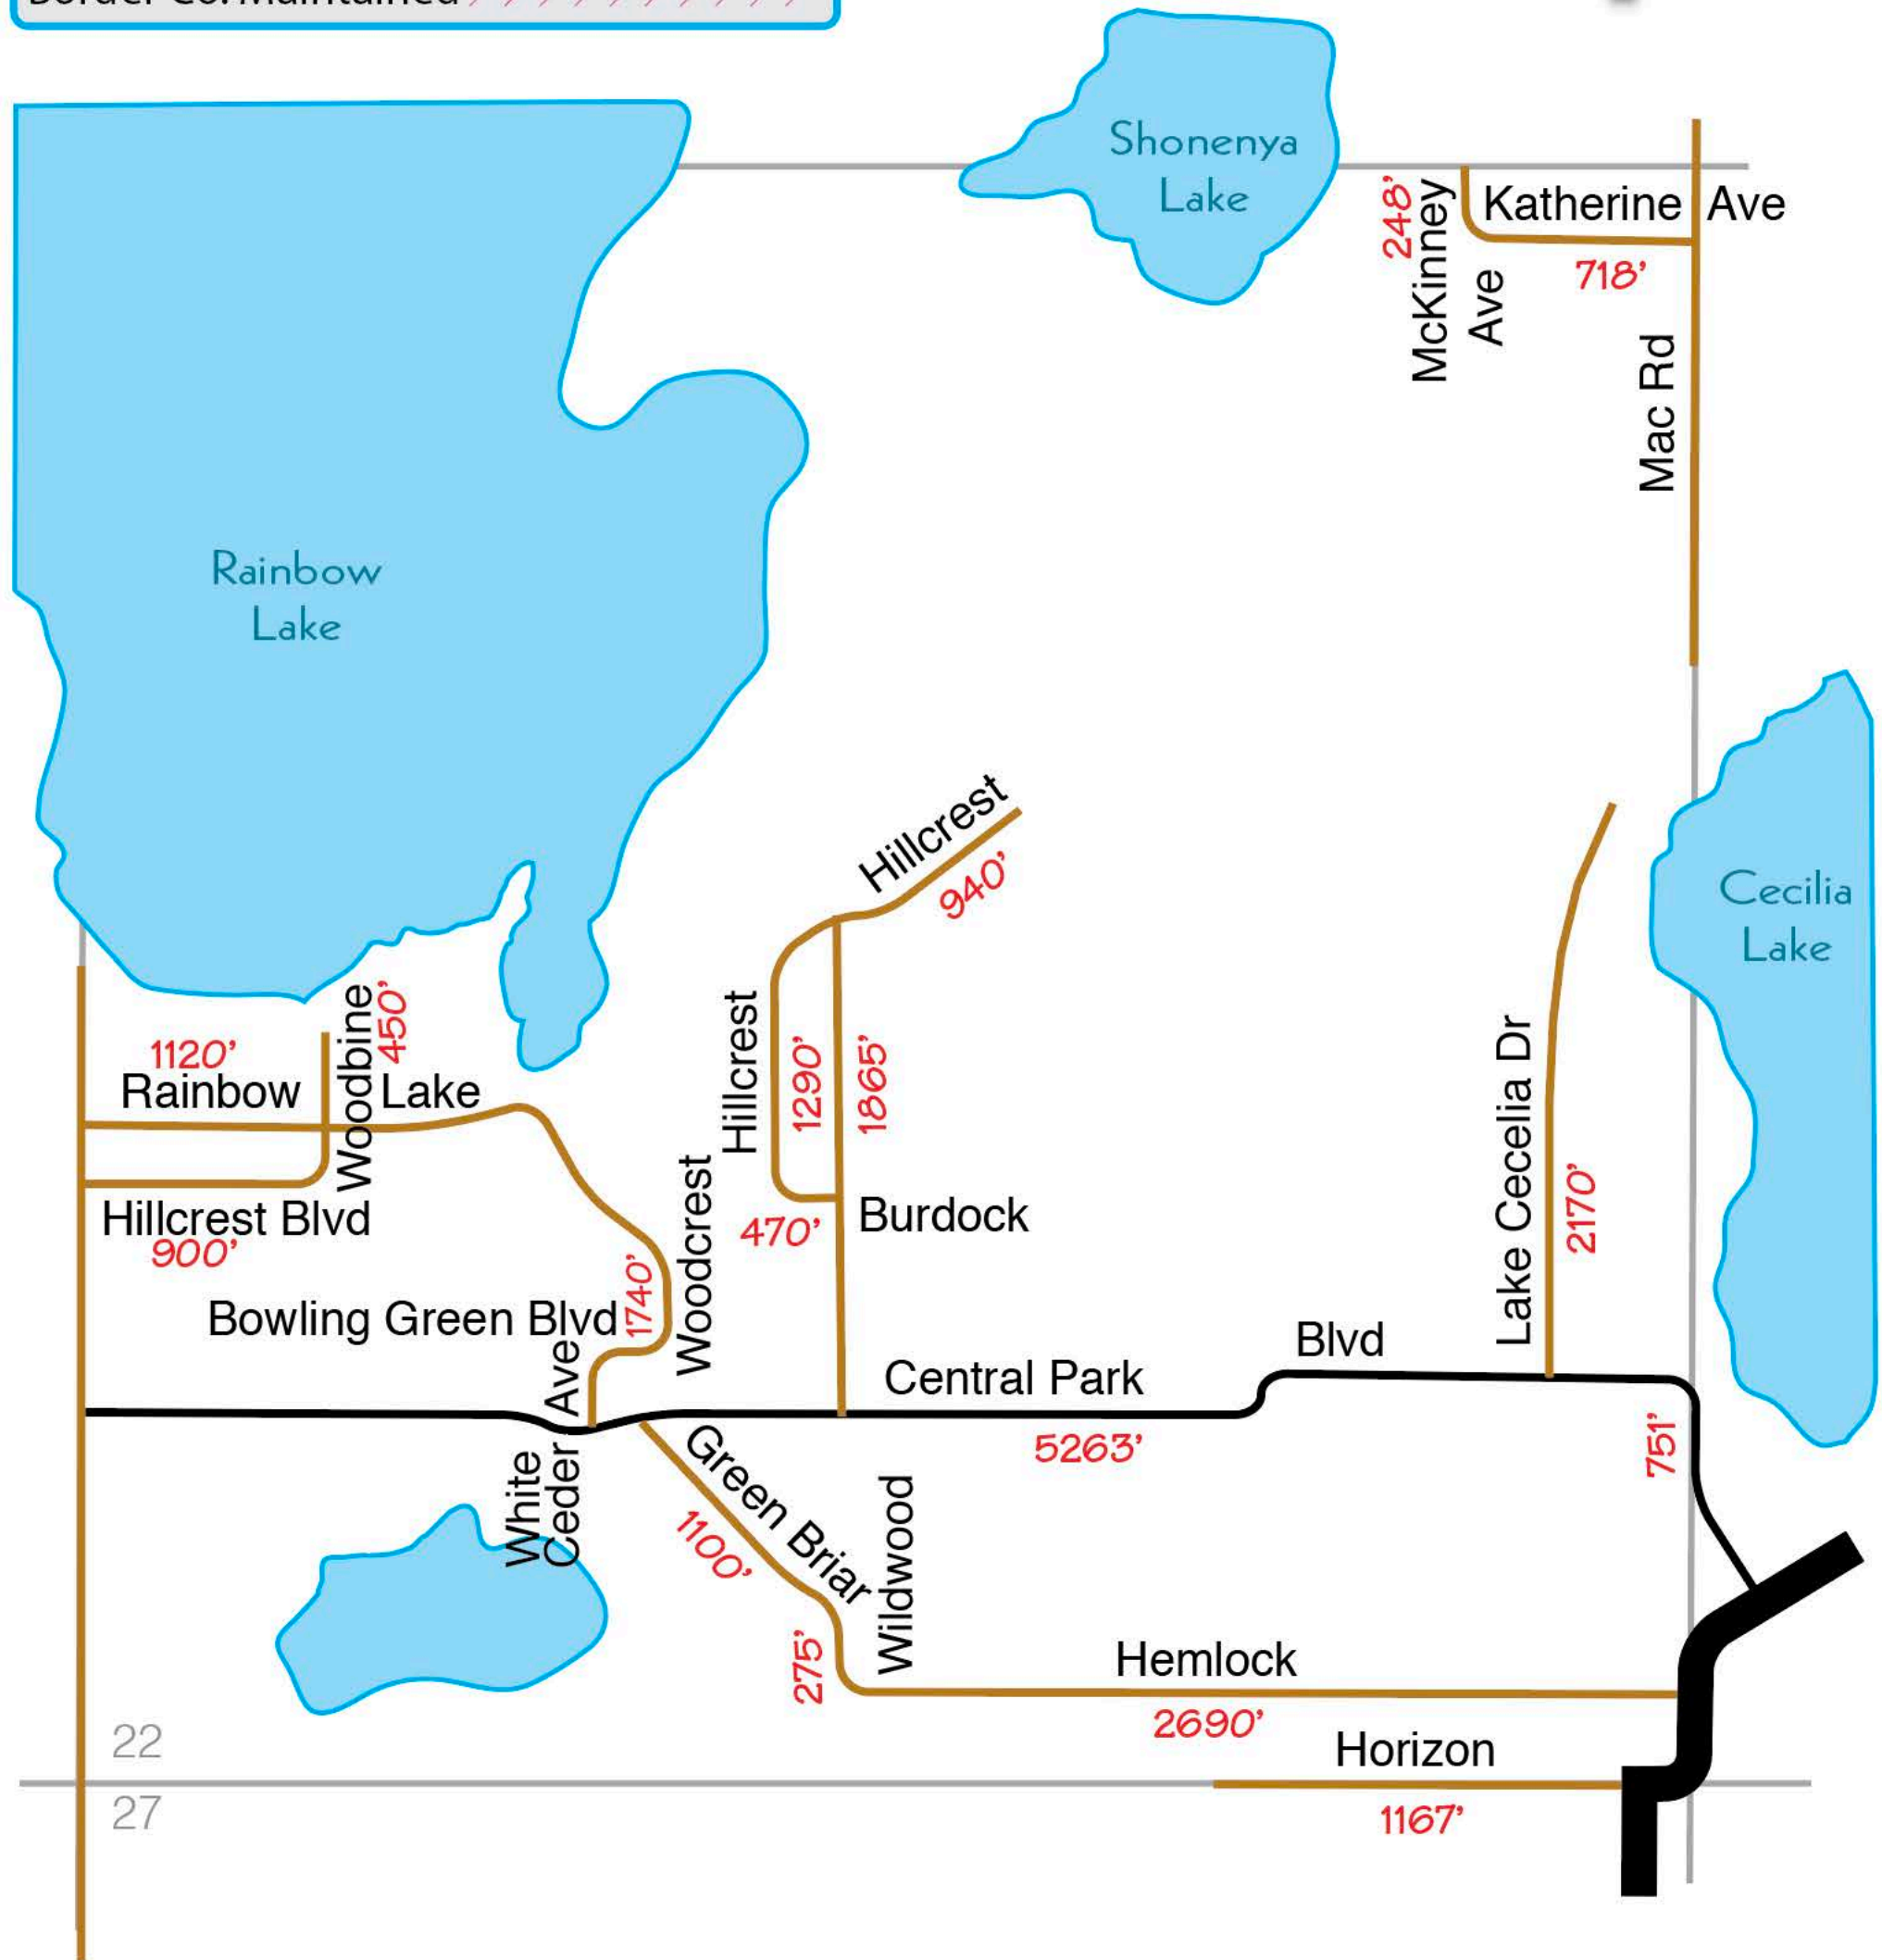 Border Co. Maintained
Shonenya
Lake
248'
McKinney
Ave
Katherine Ave
718'
Mac Rd
Rainbow
Lake
Hillcrest
940'
Cecilia
Lake
1120'
Rainbow Lake
Woodbine
450'
Hillcrest
1290'
1865'
Lake Cecelia Dr
2170'
Hillcrest Blvd
900'
470'
Burdock
Woodcrest
1740'
Bowling Green Blvd
White
Ceder Ave
Central Park Blvd
5263'
751'
Green Briar
1100'
Wildwood
275'
Hemlock
2690'
22
Horizon
27
1167'